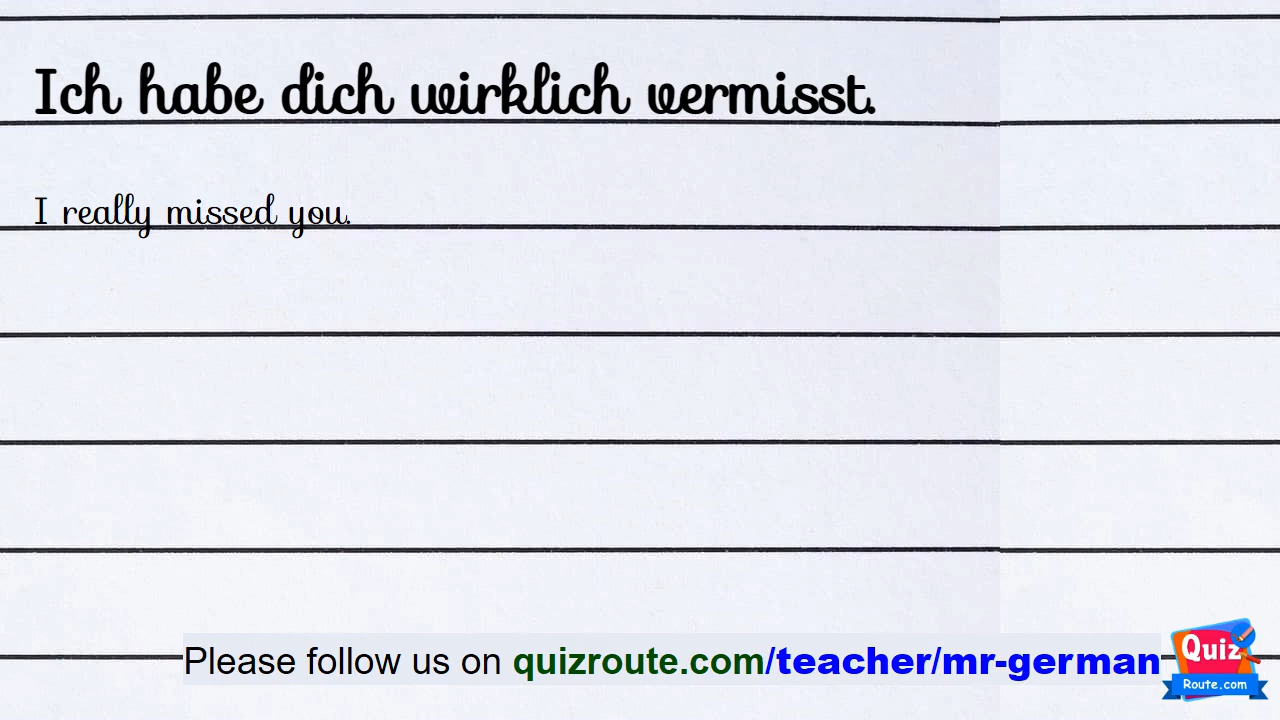 Ich habe dich wirklich vermisst.
I really missed you.
Please follow us on quizroute.com/teacher/mr-german
Quiz
Route.com